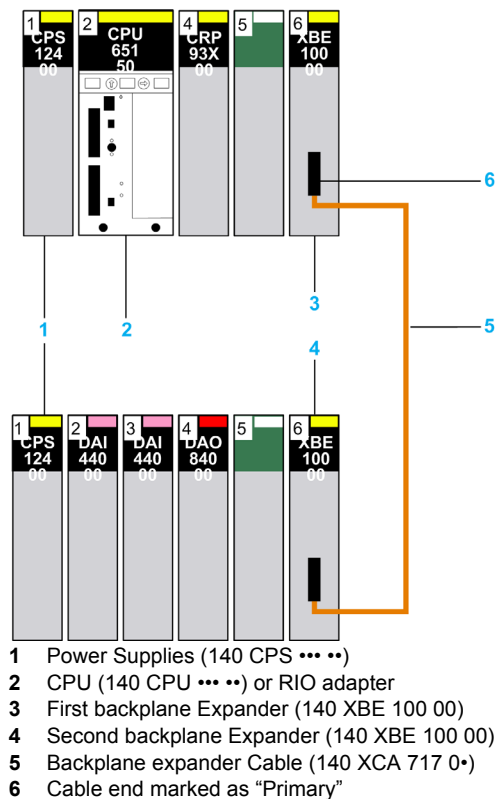 1 2 4 5 6
CPS 124 00
CPU 651 50
CRP 93X 00
XBE 100 00
6
5
3
1 2
4
1 2 3 4 5 6
CPS 124 00
DAI 440 00
DAI 440 00
DAO 840 00
XBE 100 00
1 Power Supplies (140 CPS ••• ••)
2 CPU (140 CPU ••• ••) or RIO adapter
3 First backplane Expander (140 XBE 100 00)
4 Second backplane Expander (140 XBE 100 00)
5 Backplane expander Cable (140 XCA 717 0•)
6 Cable end marked as “Primary”